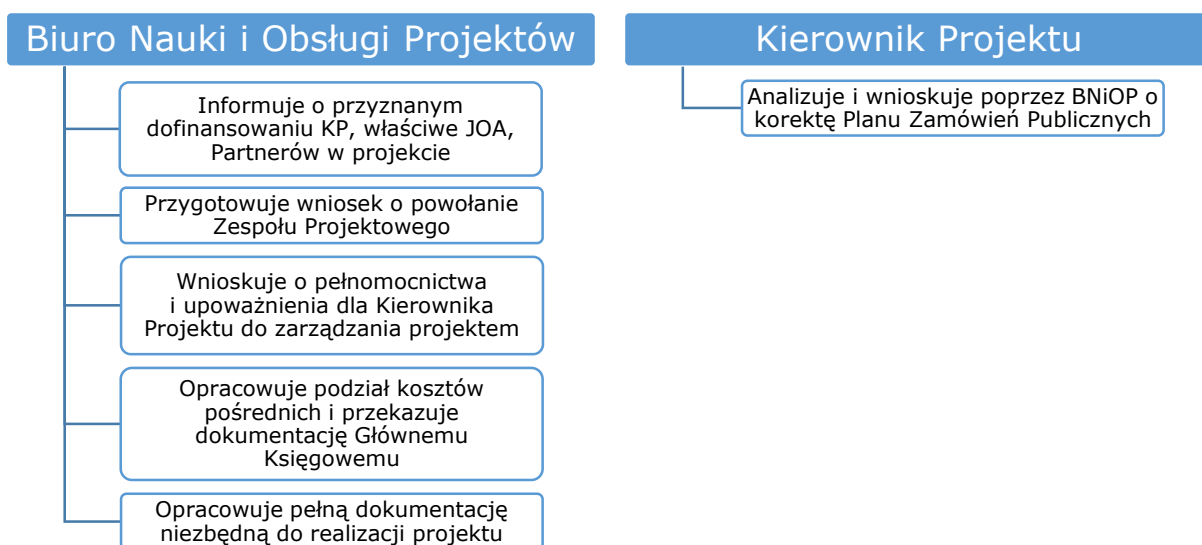 Biuro Nauki i Obsługi Projektów
Informuje o przyznanym
dofinansowaniu KP, właściwe JOA,
Partnerów w projekcie
Przygotowuje wniosek o powołanie
Zespołu Projektowego
Wnioskuje o pełnomocnictwa
i upoważnienia dla Kierownika
Projektu do zarządzania projektem
Opracowuje podział kosztów
pośrednich i przekazuje
dokumentację Głównemu
Księgowemu
Opracowuje pełną dokumentację
niezbędną do realizacji projektu
Kierownik Projektu
Analizuje i wnioskuje poprzez BNiOP o
korektę Planu Zamówień Publicznych